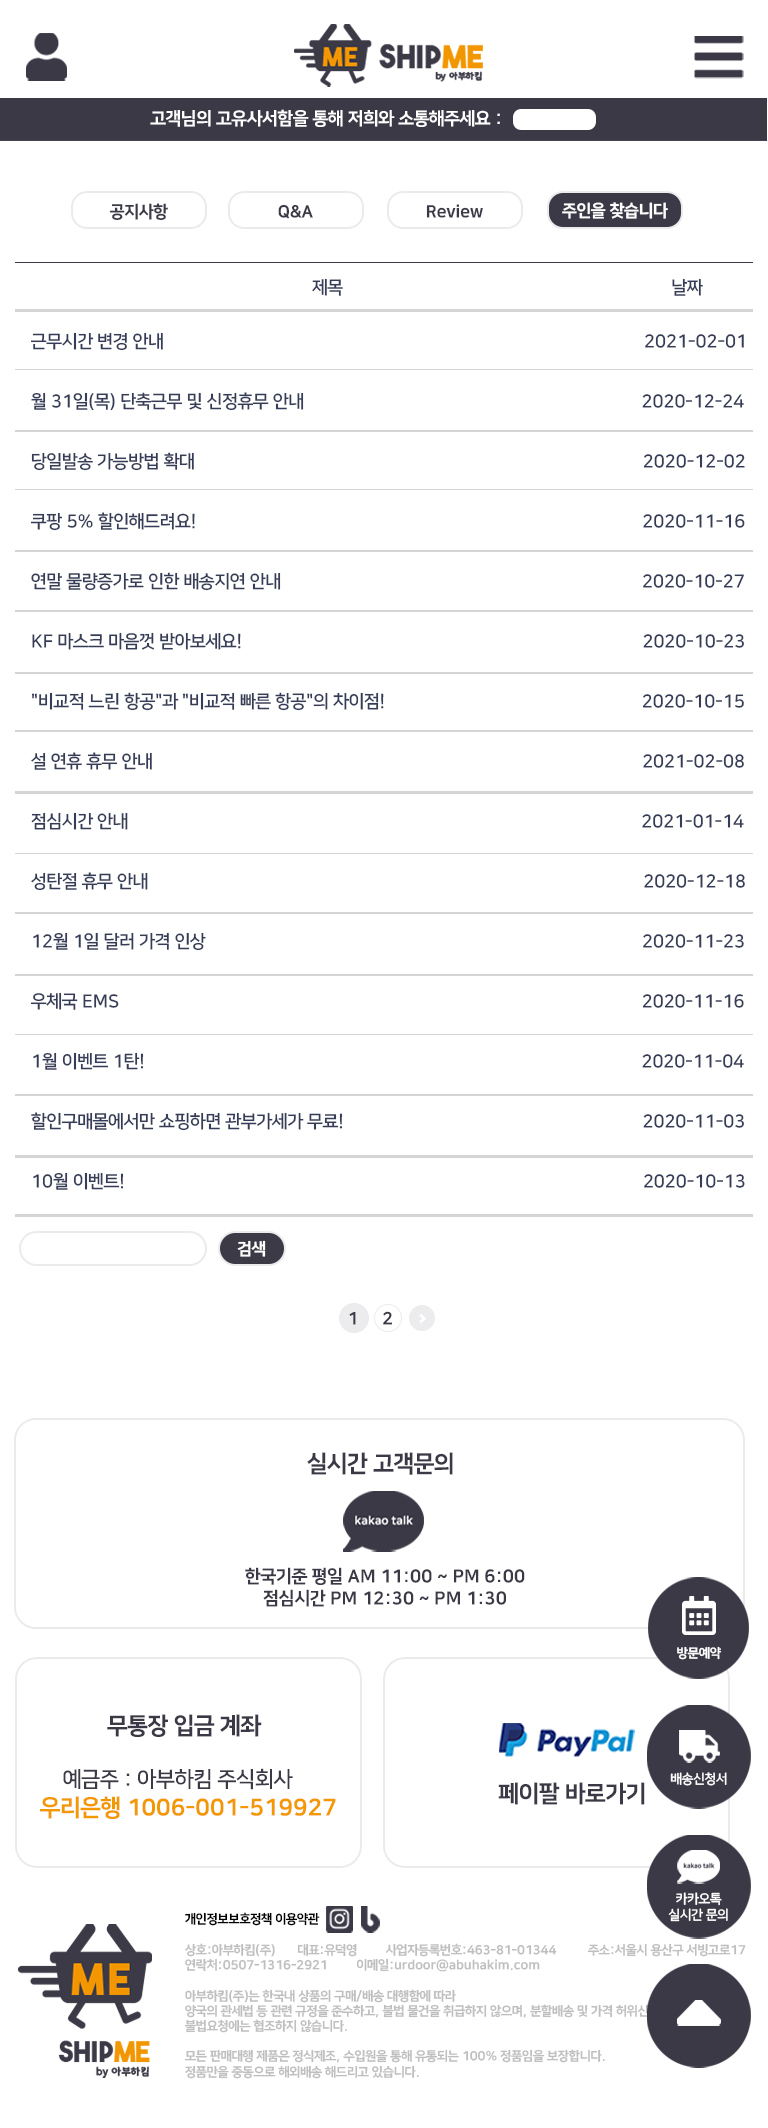 ME SHIPME
by 아부하킴
고객님의 고유사서함을 통해 저희와 소통해주세요 :
공지사항 Q&A Review 주인을 찾습니다
제목 날짜
근무시간 변경 안내 2021-02-01
월 31일(목) 단축근무 및 신정휴무 안내 2020-12-24
당일발송 가능방법 확대 2020-12-02
쿠팡 5% 할인해드려요! 2020-11-16
연말 물량증가로 인한 배송지연 안내 2020-10-27
KF 마스크 마음껏 받아보세요! 2020-10-23
"비교적 느린 항공"과 "비교적 빠른 항공"의 차이점! 2020-10-15
설 연휴 휴무 안내 2021-02-08
점심시간 안내 2021-01-14
성탄절 휴무 안내 2020-12-18
12월 1일 달러 가격 인상 2020-11-23
우체국 EMS 2020-11-16
1월 이벤트 1탄! 2020-11-04
할인구매몰에서만 쇼핑하면 관부가세가 무료! 2020-11-03
10월 이벤트! 2020-10-13
검색
1 2
실시간 고객문의
kakao talk
한국기준 평일 AM 11:00 ~ PM 6:00
점심시간 PM 12:30 ~ PM 1:30
방문예약
무통장 입금 계좌
예금주 : 아부하킴 주식회사
우리은행 1006-001-519927
PayPal
페이팔 바로가기
배송신청서
kakao talk
카카오톡
실시간 문의
ME
SHIPME
by 아부하킴
개인정보보호정책 이용약관
상호:아부하킴(주) 대표:유덕영 사업자등록번호:463-81-01344 주소:서울시 용산구 서빙고로17
연락처:0507-1316-2921 이메일:urdoor@abuhakim.com
아부하킴(주)는 한국내 상품의 구매/배송 대행함에 따라
양국의 관세법 등 관련 규정을 준수하고, 불법 물건을 취급하지 않으며, 분할배송 및 가격 허위신
불법요청에는 협조하지 않습니다.
모든 판매대행 제품은 정식제조, 수입원을 통해 유통되는 100% 정품임을 보장합니다.
정품만을 중동으로 해외배송 해드리고 있습니다.